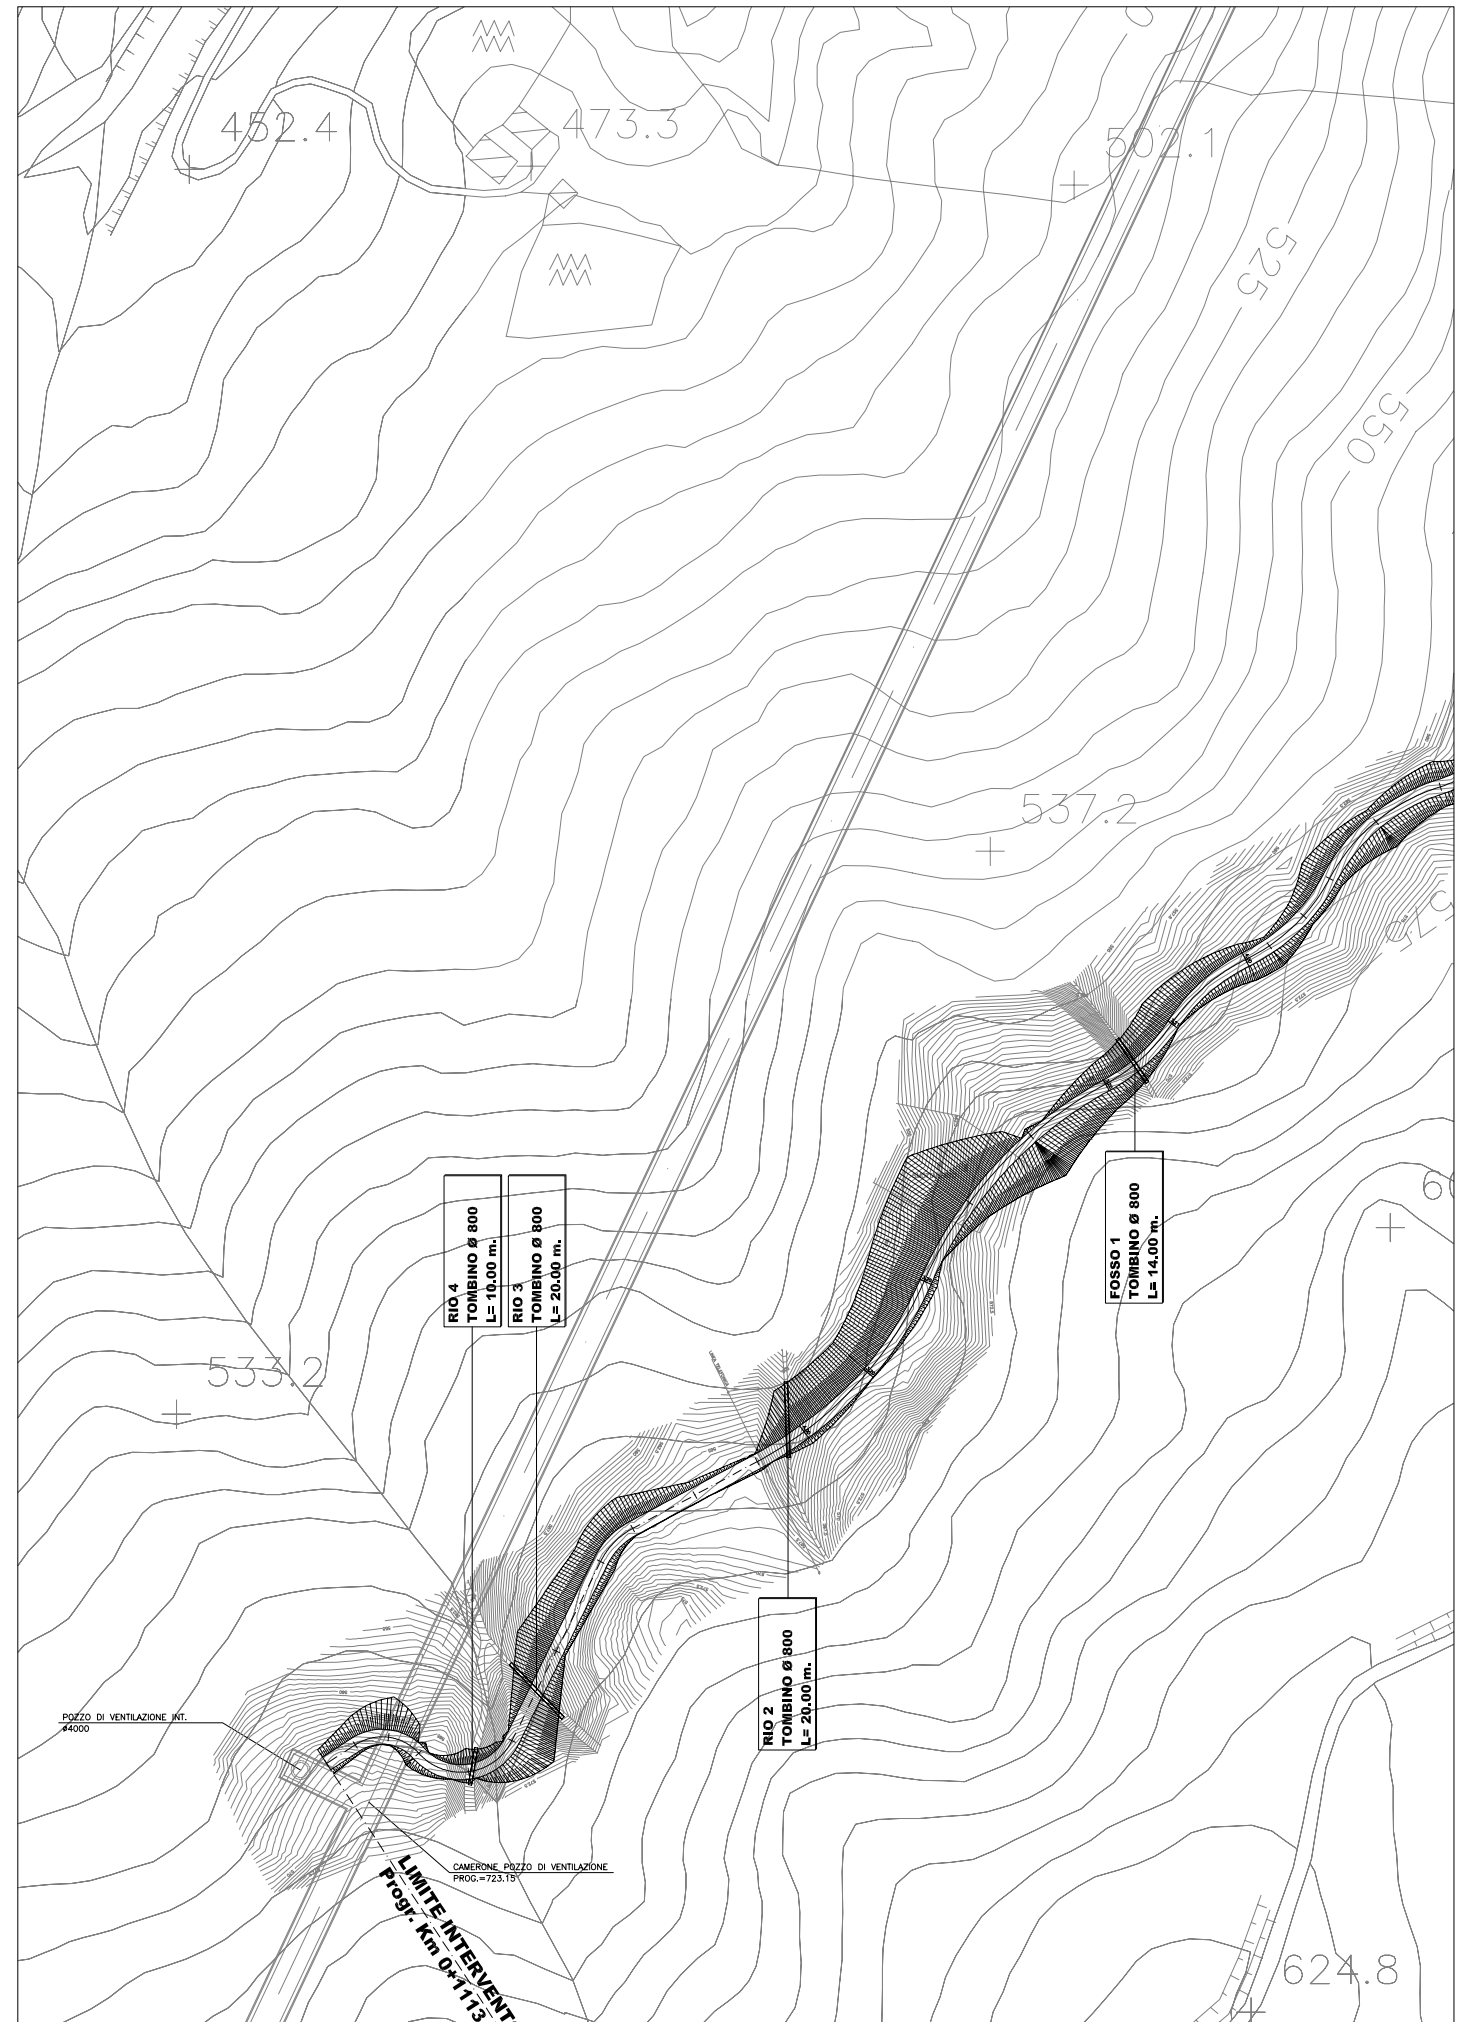 452.4
473.3
502.1
525
550
537.2
575
RIO 4
TOMBINO Ø 800
L= 10.00 m.
RIO 3
TOMBINO Ø 800
L= 20.00 m.
FOSSO 1
TOMBINO Ø 800
L= 14.00 m.
533.2
RIO 2
TOMBINO Ø 800
L= 20.00 m.
POZZO DI VENTILAZIONE INT.
ø4000
CAMERONE POZZO DI VENTILAZIONE
PROG.=723.15
LIMITE INTERVENT
Progr. Km 0+1113
624.8